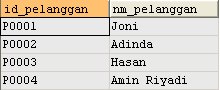 id_pelanggan nm_pelanggan
P0001 Joni
P0002 Adinda
P0003 Hasan
P0004 Amin Riyadi